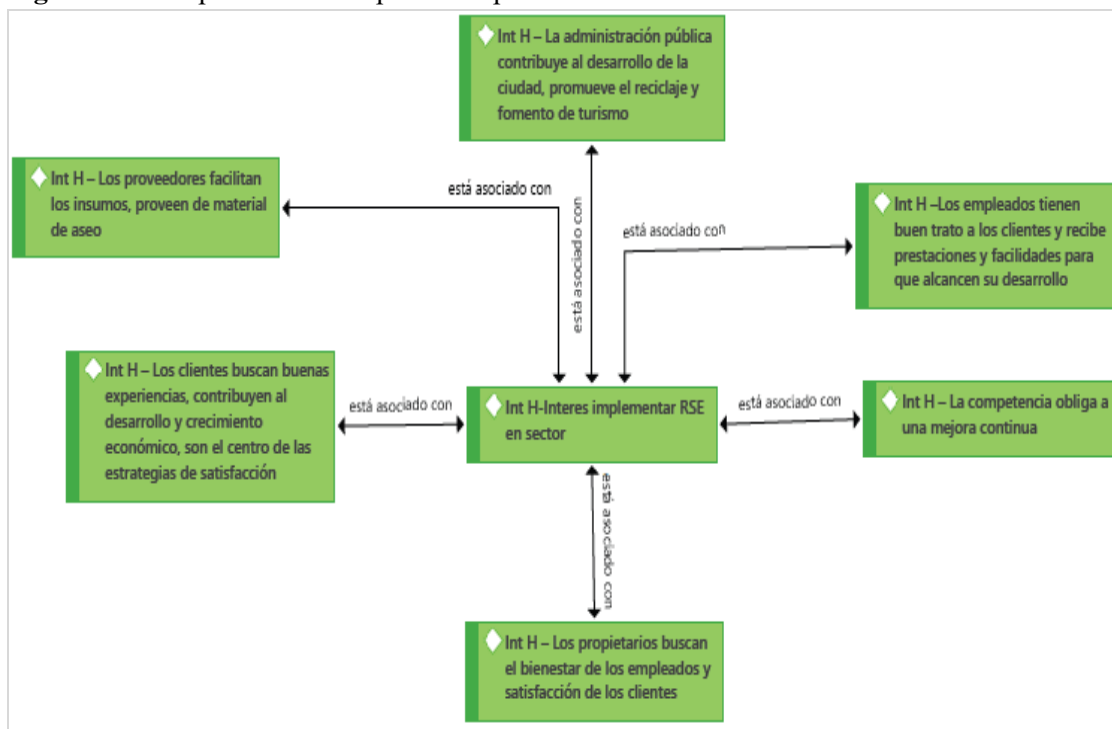 Int H – La administración pública
contribuye al desarrollo de la
ciudad, promueve el reciclaje y
fomento de turismo
Int H – Los proveedores facilitan
los insumos, proveen de material
de aseo
está asociado con
está asociado con
está asociado con
Int H –Los empleados tienen
buen trato a los clientes y recibe
prestaciones y facilidades para
que alcancen su desarrollo
Int H – Los clientes buscan buenas
experiencias, contribuyen al
desarrollo y crecimiento
económico, son el centro de las
estrategias de satisfacción
está asociado con
Int H-Interes implementar RSE
en sector
está asociado con
Int H – La competencia obliga a
una mejora continua
está asociado con
Int H – Los propietarios buscan
el bienestar de los empleados y
satisfacción de los clientes